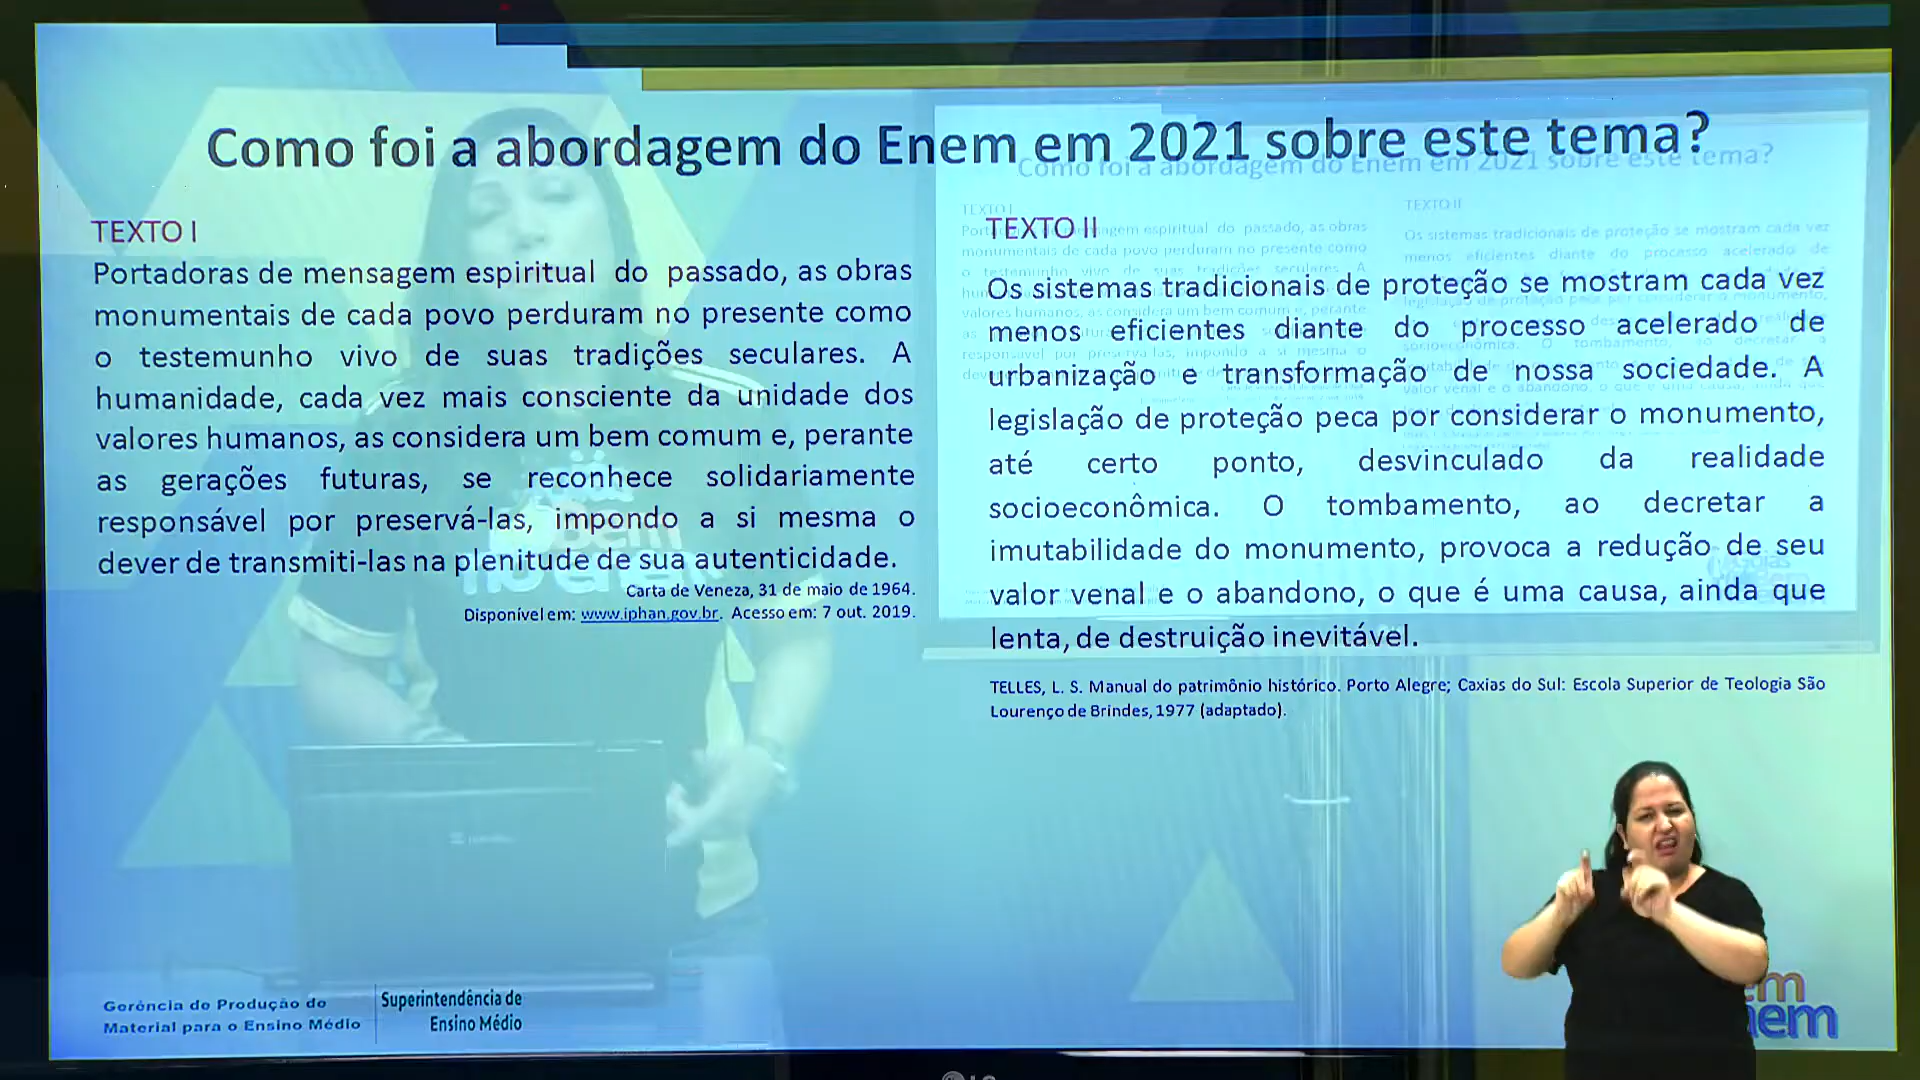 Como foi a abordagem do Enem em 2021 sobre este tema?
TEXTO I
Portadoras de mensagem espiritual do passado, as obras
monumentais de cada povo perduram no presente como
o testemunho vivo de suas tradições seculares. A
humanidade, cada vez mais consciente da unidade dos
valores humanos, as considera um bem comum e, perante
as gerações futuras, se reconhece solidariamente
responsável por preservá-las, impondo a si mesma o
dever de transmiti-las na plenitude de sua autenticidade.
Carta de Veneza, 31 de maio de 1964.
Disponível em: www.iphan.gov.br. Acesso em: 7 out. 2019.
TEXTO II
Os sistemas tradicionais de proteção se mostram cada vez
menos eficientes diante do processo acelerado de
urbanização e transformação de nossa sociedade. A
legislação de proteção peca por considerar o monumento,
até certo ponto, desvinculado da realidade
socioeconômica. O tombamento, ao decretar a
imutabilidade do monumento, provoca a redução de seu
valor venal e o abandono, o que é uma causa, ainda que
lenta, de destruição inevitável.
TELLES, L. S. Manual do patrimônio histórico. Porto Alegre; Caxias do Sul: Escola Superior de Teologia São
Lourenço de Brindes, 1977 (adaptado).
Gerência de Produção de
Material para o Ensino Médio
Superintendência de
Ensino Médio